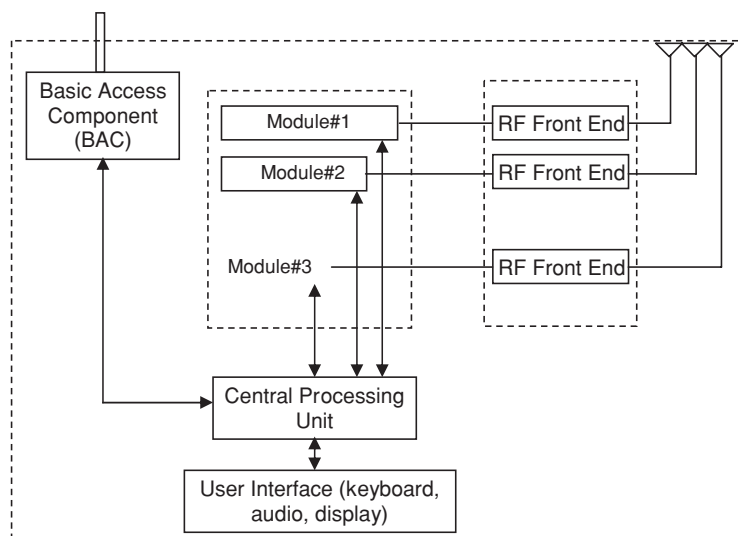 Basic Access
Component
(BAC)
Module#1
RF Front End
Module#2
RF Front End
Module#3
RF Front End
Central Processing
Unit
User Interface (keyboard,
audio, display)